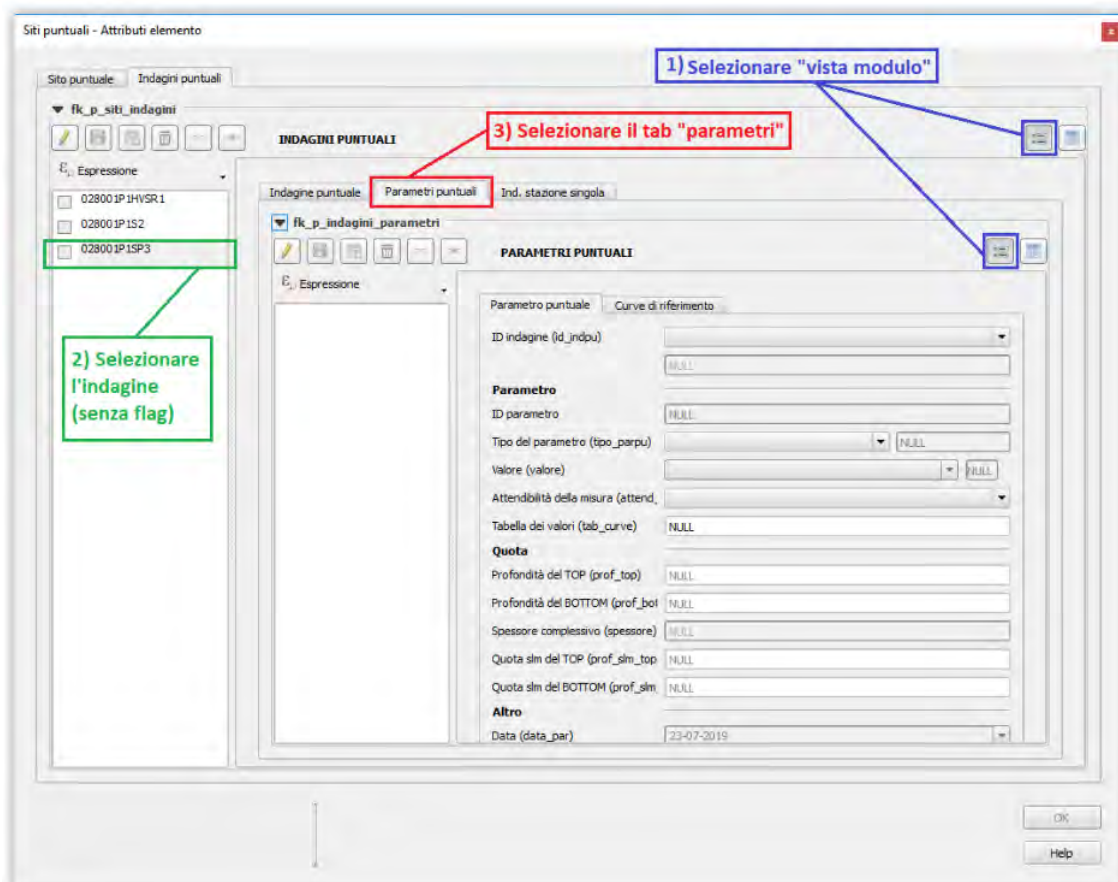 Siti puntuali - Attributi elemento
1) Selezionare "vista modulo"
Sito puntuale
Indagini puntuali
fk_p_siti_indagini
3) Selezionare il tab "parametri"
INDAGINI PUNTUALI
Espressione
028001P1HVSR1
028001P1S2
028001P1SP3
2) Selezionare
l'indagine
(senza flag)
Indagine puntuale
Parametri puntuali
Ind. stazione singola
fk_p_indagini_parametri
PARAMETRI PUNTUALI
Espressione
Parametro puntuale
Curve di riferimento
ID indagine (id_indpu)
NULL
Parametro
ID parametro
NULL
Tipo del parametro (tipo_parpu)
NULL
Valore (valore)
NULL
Attendibilità della misura (attend_
Tabella dei valori (tab_curve)
NULL
Quota
Profondità del TOP (prof_top)
NULL
Profondità del BOTTOM (prof_bot
NULL
Spessore complessivo (spessore)
NULL
Quota slm del TOP (prof_slm_top
NULL
Quota slm del BOTTOM (prof_slm_
NULL
Altro
Data (data_par)
23-07-2019
OK
Help